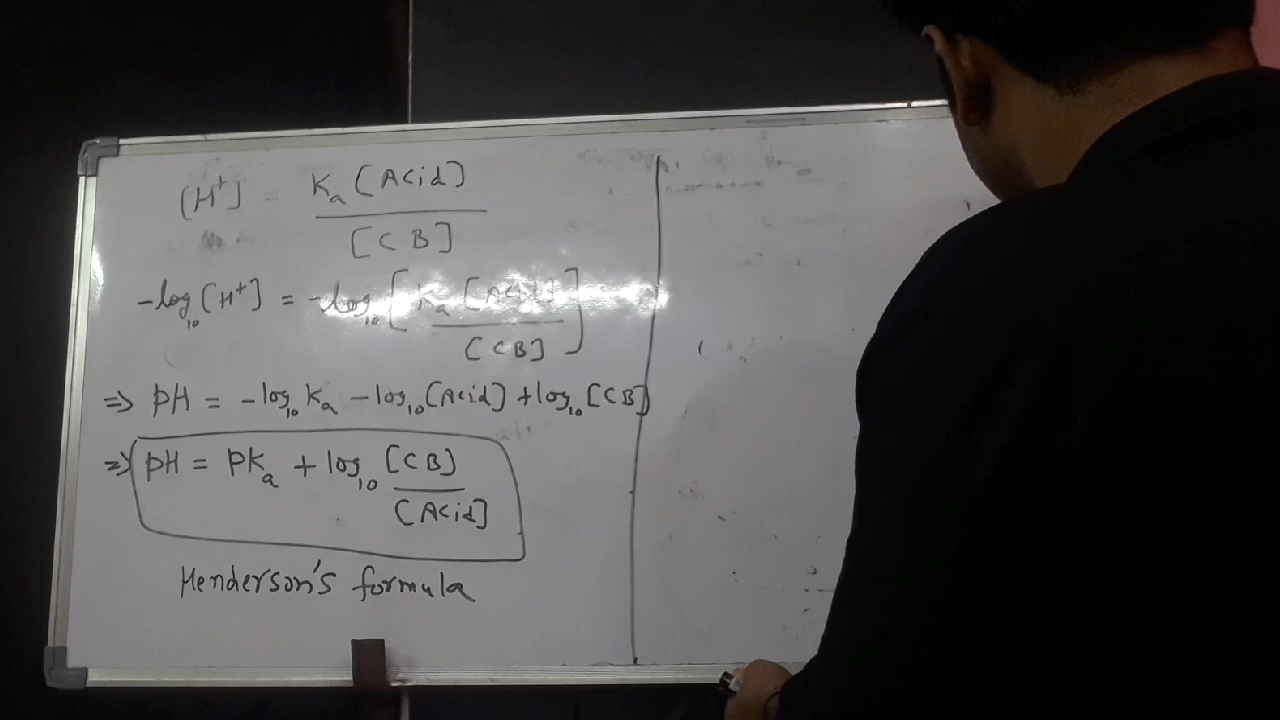 [H⁺] = Kₐ [Acid] / [CB]
-log₁₀ [H⁺] = -log₁₀ [Kₐ [Acid] / [CB]]
⇒ pH = -log₁₀ Kₐ -log₁₀ [Acid] + log₁₀ [CB]
⇒ pH = pKₐ + log₁₀ [CB] / [Acid]
Henderson's formula